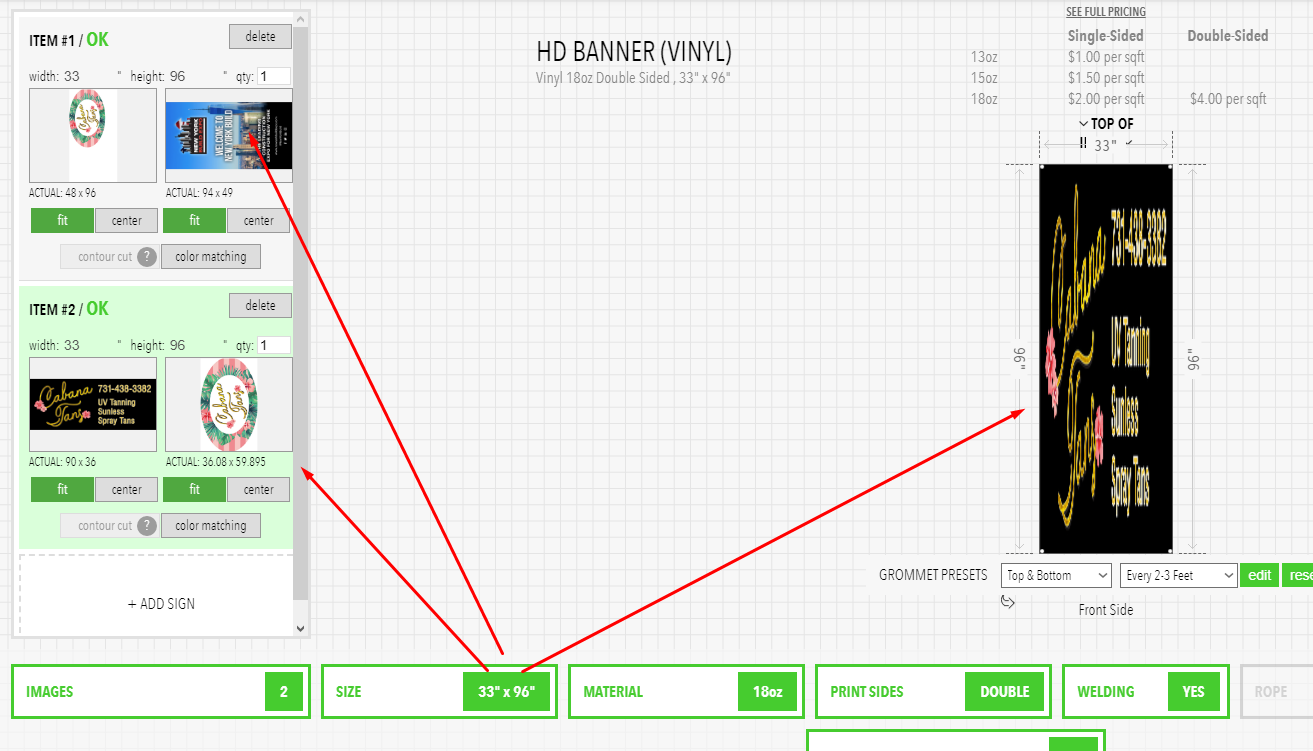 ITEM #1 / OK
delete
width: 33 " height: 96 " qty: 1
NEW YORK
WELCOME TO
NEW YORK BUILD
ACTUAL: 48 x 96
ACTUAL: 94 x 49
fit
center
fit
center
contour cut ?
color matching
ITEM #2 / OK
delete
width: 33 " height: 96 " qty: 1
Cabana
Tans
731-438-3382
UV Tanning
Sunless
Spray Tans
Cabana
Tans
ACTUAL: 90 x 36
ACTUAL: 36.08 x 59.895
fit
center
fit
center
contour cut ?
color matching
+ ADD SIGN
HD BANNER (VINYL)
Vinyl 18oz Double Sided , 33" x 96"
SEE FULL PRICING
Single-Sided Double-Sided
13oz $1.00 per sqft
15oz $1.50 per sqft
18oz $2.00 per sqft $4.00 per sqft
TOP OF
33"
96"
96"
Cabana
Tans
731-438-3382
UV Tanning
Sunless
Spray Tans
GROMMET PRESETS Top & Bottom Every 2-3 Feet edit rese
Front Side
IMAGES 2
SIZE 33" x 96"
MATERIAL 18oz
PRINT SIDES DOUBLE
WELDING YES
ROPE